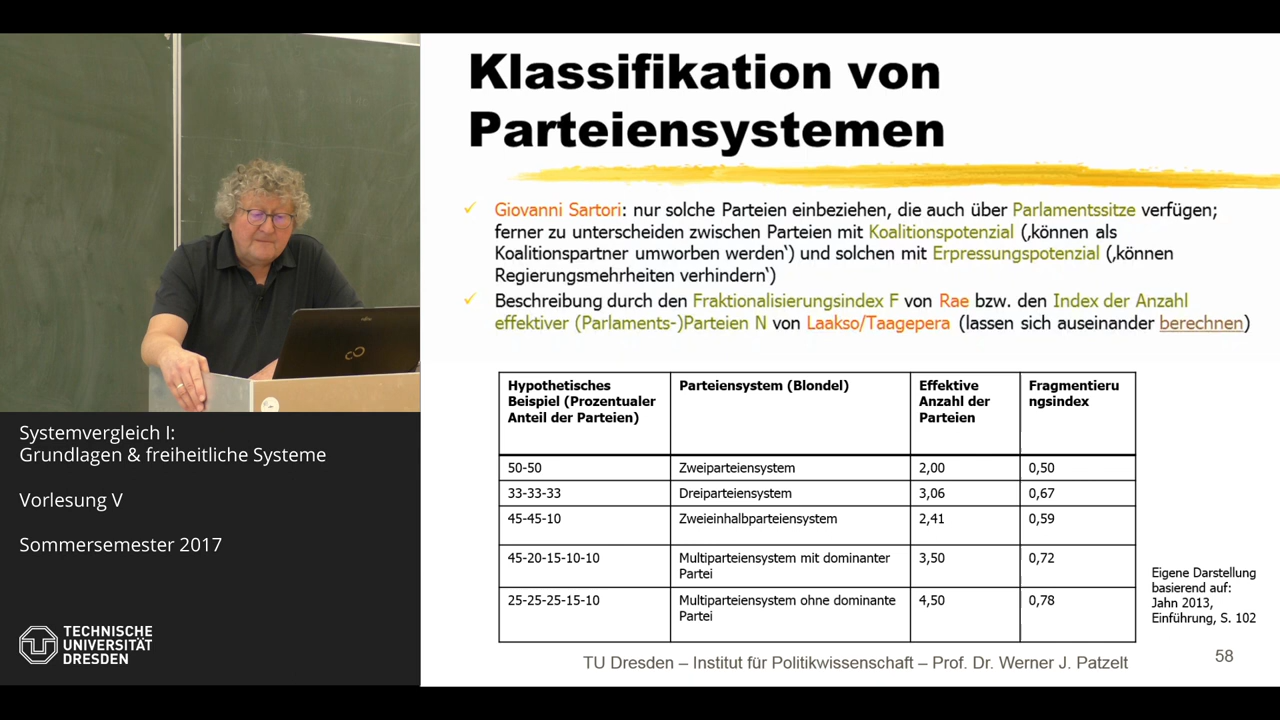 Klassifikation von
Parteiensystemen
Giovanni Sartori: nur solche Parteien einbeziehen, die auch über Parlamentssitze verfügen;
ferner zu unterscheiden zwischen Parteien mit Koalitionspotenzial (‚können als
Koalitionspartner umworben werden‘) und solchen mit Erpressungspotenzial (‚können
Regierungsmehrheiten verhindern‘)
Beschreibung durch den Fraktionalisierungsindex F von Rae bzw. den Index der Anzahl
effektiver (Parlaments-)Parteien N von Laakso/Taagepera (lassen sich auseinander berechnen)
Hypothetisches
Beispiel (Prozentualer
Anteil der Parteien)
Parteiensystem (Blondel)
Effektive
Anzahl der
Parteien
Fragmentieru
ngsindex
50-50
Zweiparteiensystem
2,00
0,50
33-33-33
Dreiparteiensystem
3,06
0,67
45-45-10
Zweieinhalbparteiensystem
2,41
0,59
45-20-15-10-10
Multiparteiensystem mit dominanter
Partei
3,50
0,72
25-25-25-15-10
Multiparteiensystem ohne dominante
Partei
4,50
0,78
Eigene Darstellung
basierend auf:
Jahn 2013,
Einführung, S. 102
TU Dresden – Institut für Politikwissenschaft – Prof. Dr. Werner J. Patzelt
58
Systemvergleich I:
Grundlagen & freiheitliche Systeme
Vorlesung V
Sommersemester 2017
TECHNISCHE
UNIVERSITÄT
DRESDEN